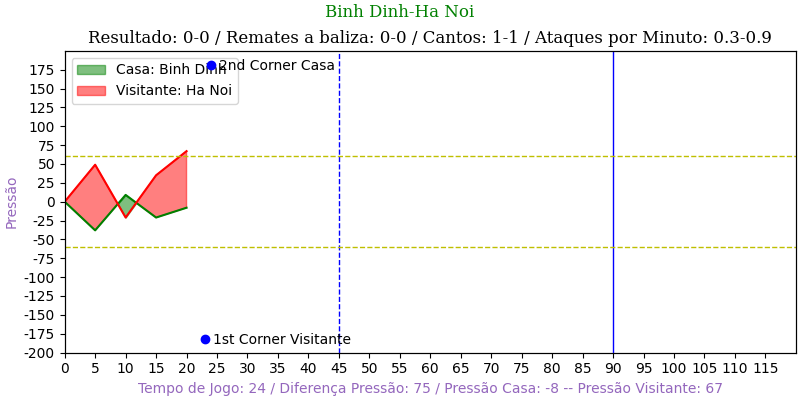 Binh Dinh-Ha Noi
Resultado: 0-0 / Remates a baliza: 0-0 / Cantos: 1-1 / Ataques por Minuto: 0.3-0.9
Casa: Binh Dinh
2nd Corner Casa
Visitante: Ha Noi
175
150
125
100
75
50
25
0
-25
-50
-75
-100
-125
-150
-175
-200
Pressão
1st Corner Visitante
0 5 10 15 20 25 30 35 40 45 50 55 60 65 70 75 80 85 90 95 100 105 110 115
Tempo de Jogo: 24 / Diferença Pressão: 75 / Pressão Casa: -8 -- Pressão Visitante: 67